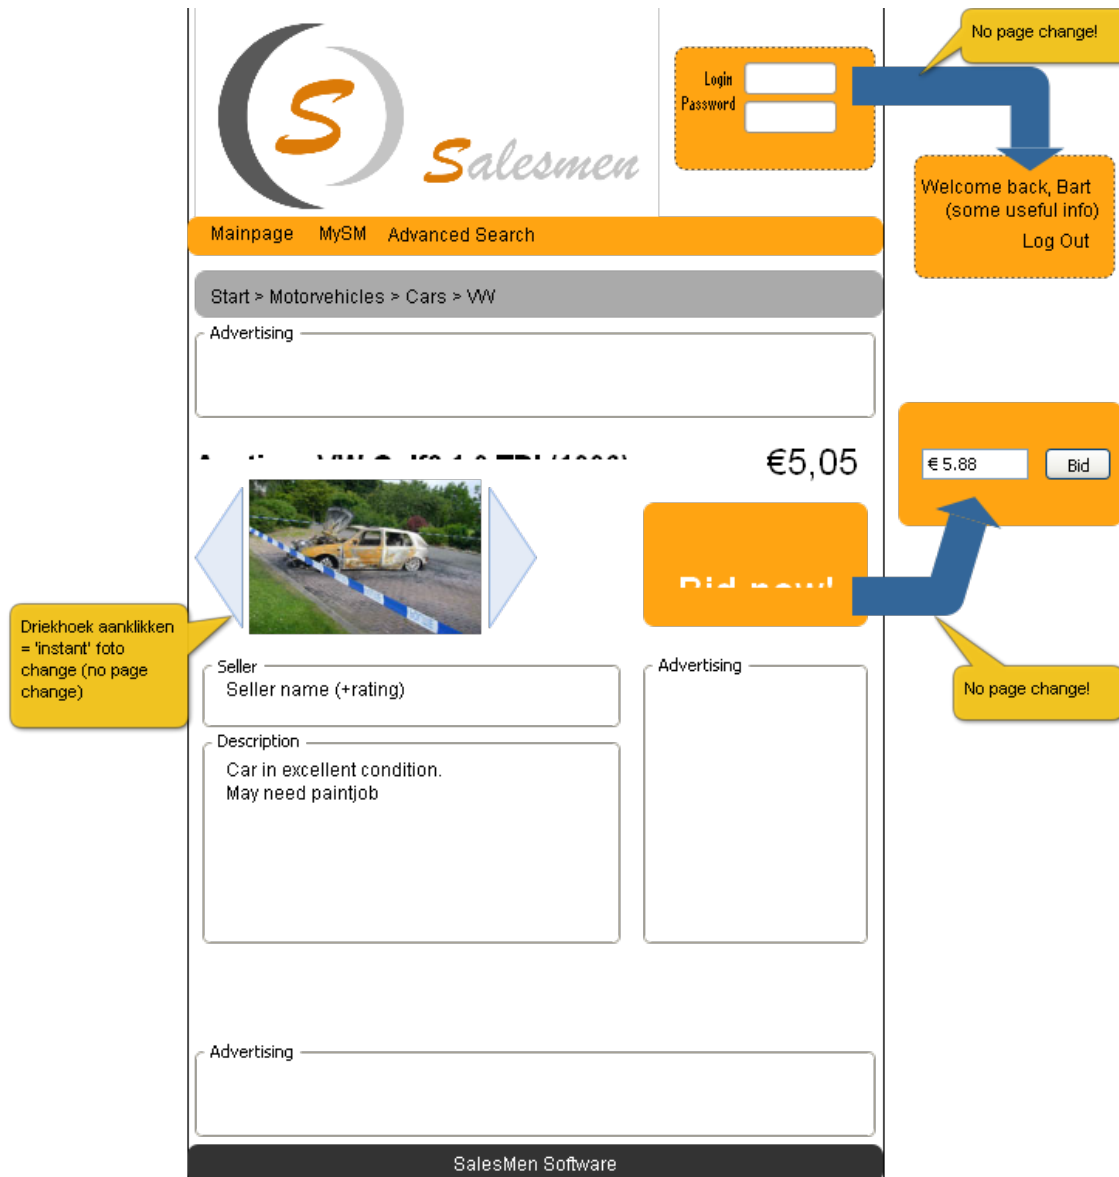 No page change!
Login
Password
S
Salesmen
Welcome back, Bart
(some useful info)
Log Out
Mainpage MySM Advanced Search
Start > Motorvehicles > Cars > VW
Advertising
€5,05
€ 5.88 Bid
Bid now!
Driekhoek aanklikken
= 'instant' foto
change (no page
change)
Seller
Seller name (+rating)
Advertising
No page change!
Description
Car in excellent condition.
May need paintjob
Advertising
SalesMen Software